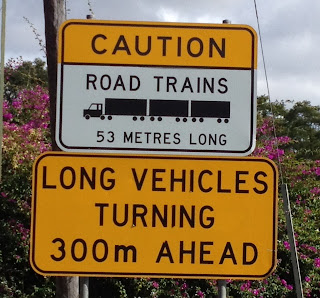 CAUTION
ROAD TRAINS
53 METRES LONG
LONG VEHICLES
TURNING
300m AHEAD